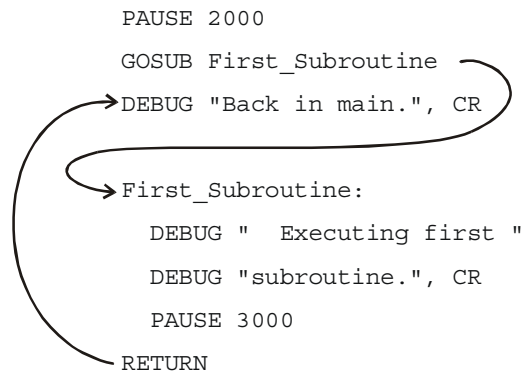 PAUSE 2000
GOSUB First_Subroutine
DEBUG "Back in main.", CR
First_Subroutine:
DEBUG "  Executing first "
DEBUG "subroutine.", CR
PAUSE 3000
RETURN